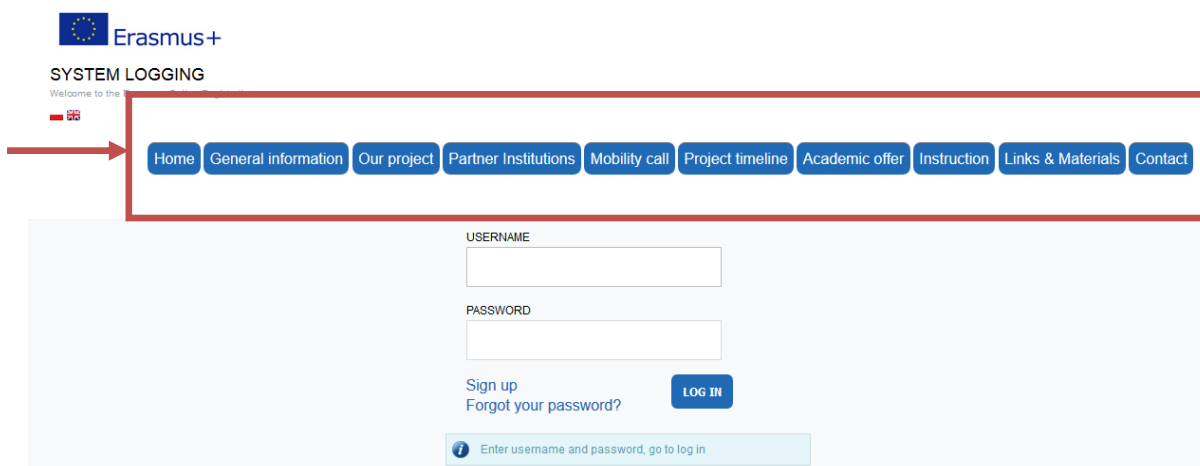 Erasmus+
SYSTEM LOGGING
Welcome to the
Home General information Our project Partner Institutions Mobility call Project timeline Academic offer Instruction Links & Materials Contact
USERNAME
PASSWORD
Sign up
LOG IN
Forgot your password?
Enter username and password, go to log in